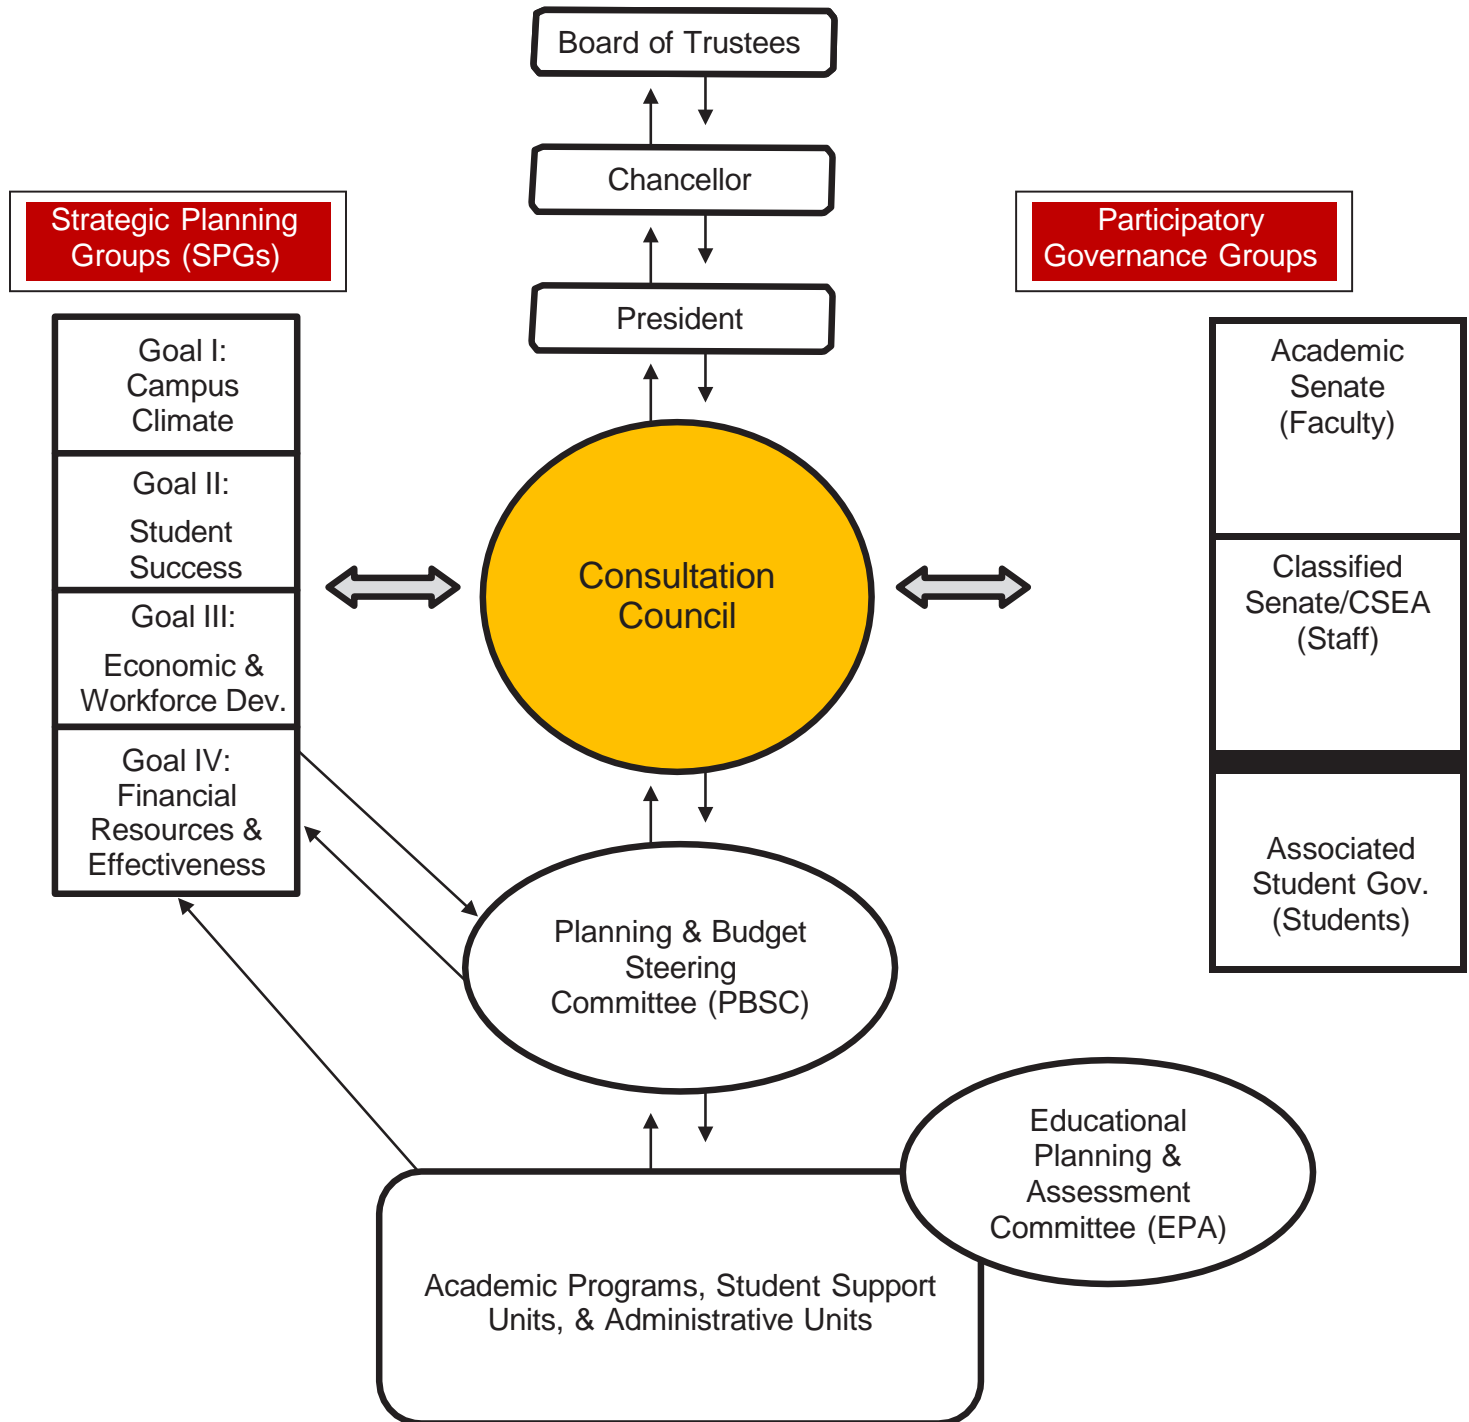 Board of Trustees
Chancellor
President
Strategic Planning
Groups (SPGs)
Participatory
Governance Groups
Goal I:
Campus
Climate
Goal II:
Student
Success
Goal III:
Economic &
Workforce Dev.
Goal IV:
Financial
Resources &
Effectiveness
Consultation
Council
Academic
Senate
(Faculty)
Classified
Senate/CSEA
(Staff)
Associated
Student Gov.
(Students)
Planning & Budget
Steering
Committee (PBSC)
Educational
Planning &
Assessment
Committee (EPA)
Academic Programs, Student Support
Units, & Administrative Units